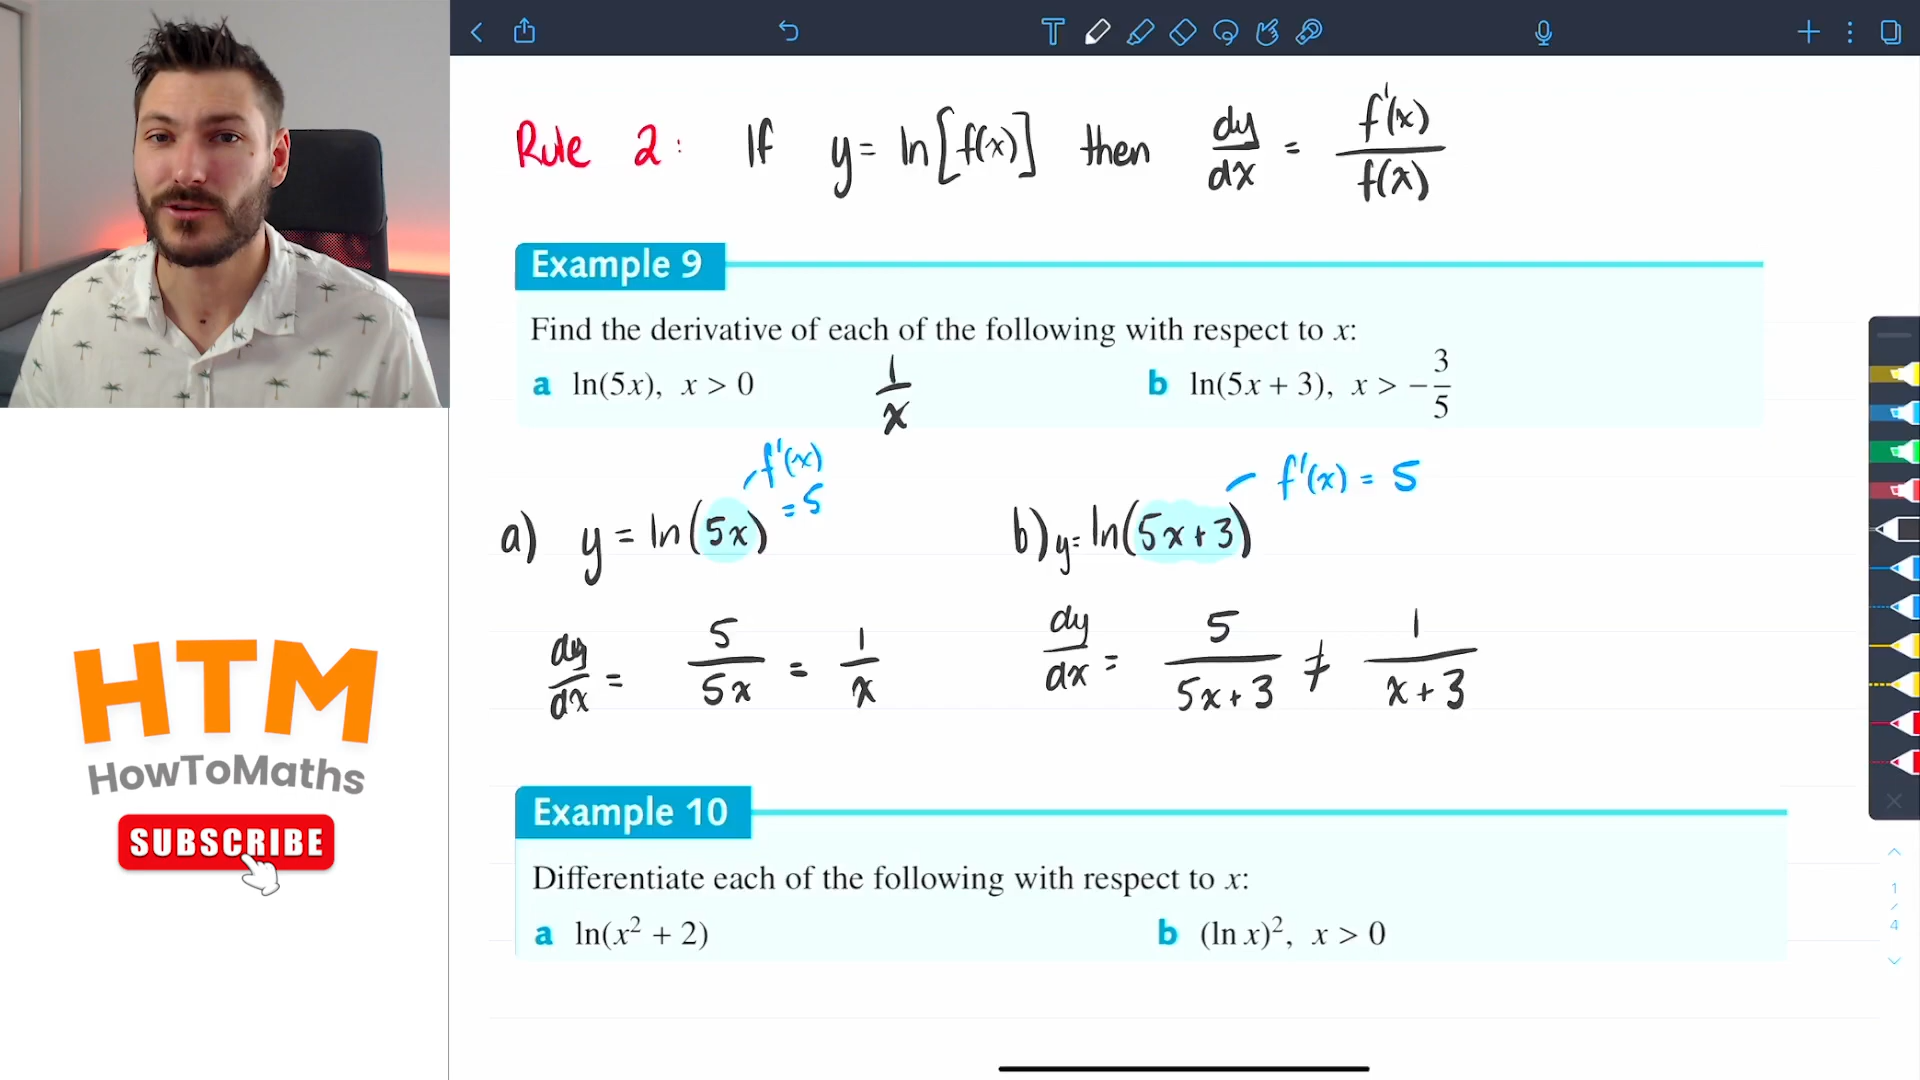 Rule 2: If y = ln[f(x)] then dy/dx = f'(x)/f(x)
Example 9
Find the derivative of each of the following with respect to x:
a ln(5x), x > 0
1/x
b ln(5x + 3), x > −3/5
f'(x) = 5
a) y = ln(5x)
f'(x) = 5
b) y = ln(5x+3)
dy/dx = 5/5x = 1/x
dy/dx = 5/5x+3 ≠ 1/x+3
Example 10
Differentiate each of the following with respect to x:
a ln(x² + 2)
b (ln x)², x > 0
HTM
HowToMaths
SUBSCRIBE
T
1
/
4